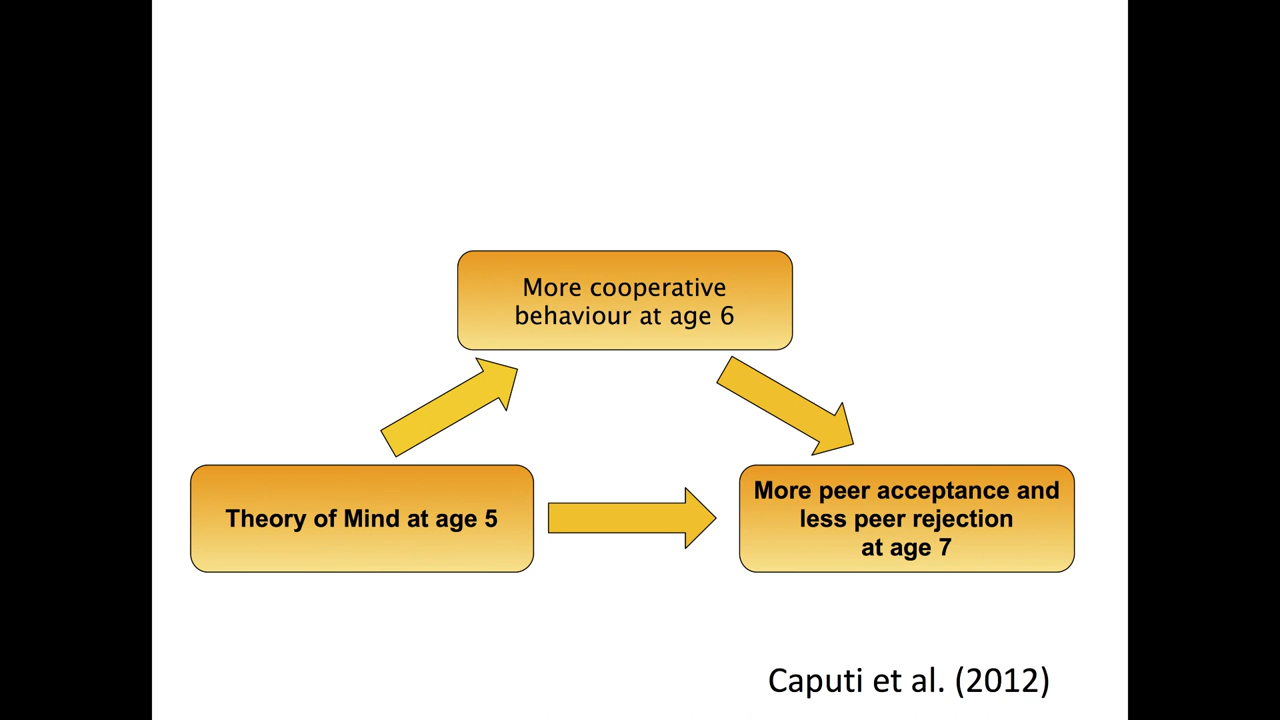 More cooperative
behaviour at age 6
Theory of Mind at age 5
More peer acceptance and
less peer rejection
at age 7
Caputi et al. (2012)